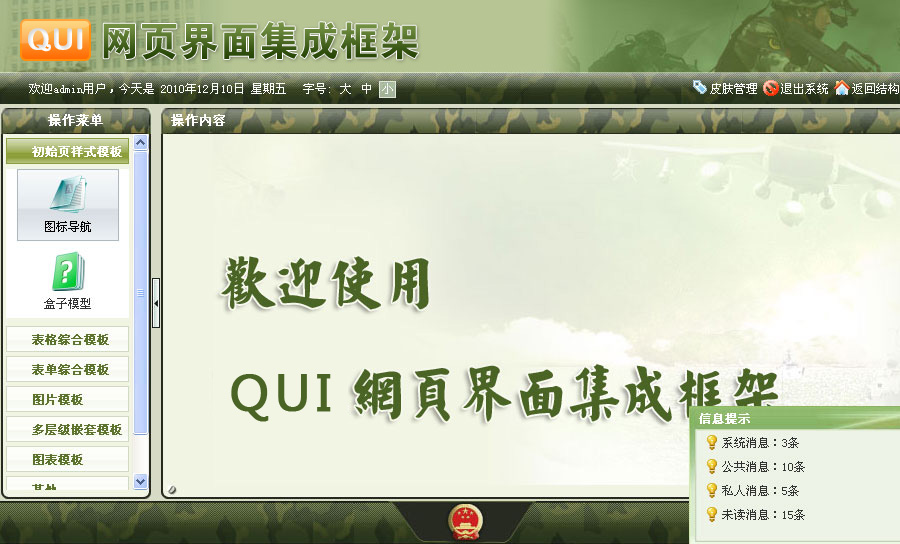 QUI 网页界面集成框架
欢迎admin用户，今天是 2010年12月10日 星期五 字号: 大 中 小
皮肤管理 退出系统 返回结构
操作菜单
操作内容
初始页样式模板
图标导航
盒子模型
表格综合模板
表单综合模板
图片模板
多层级嵌套模板
图表模板
其他
歡迎使用
QUI 網頁界面集成框架
信息提示
系统消息：3条
公共消息：10条
私人消息：5条
未读消息：15条